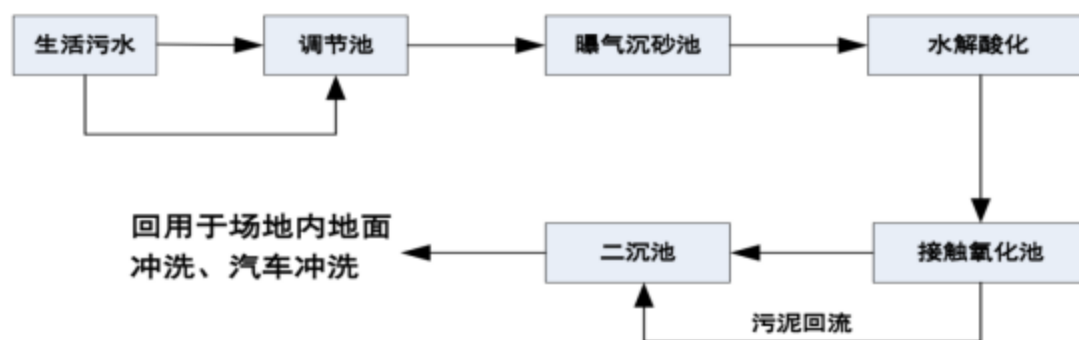 生活污水
调节池
曝气沉砂池
水解酸化
接触氧化池
二沉池
污泥回流
回用于场地内地面
冲洗、汽车冲洗